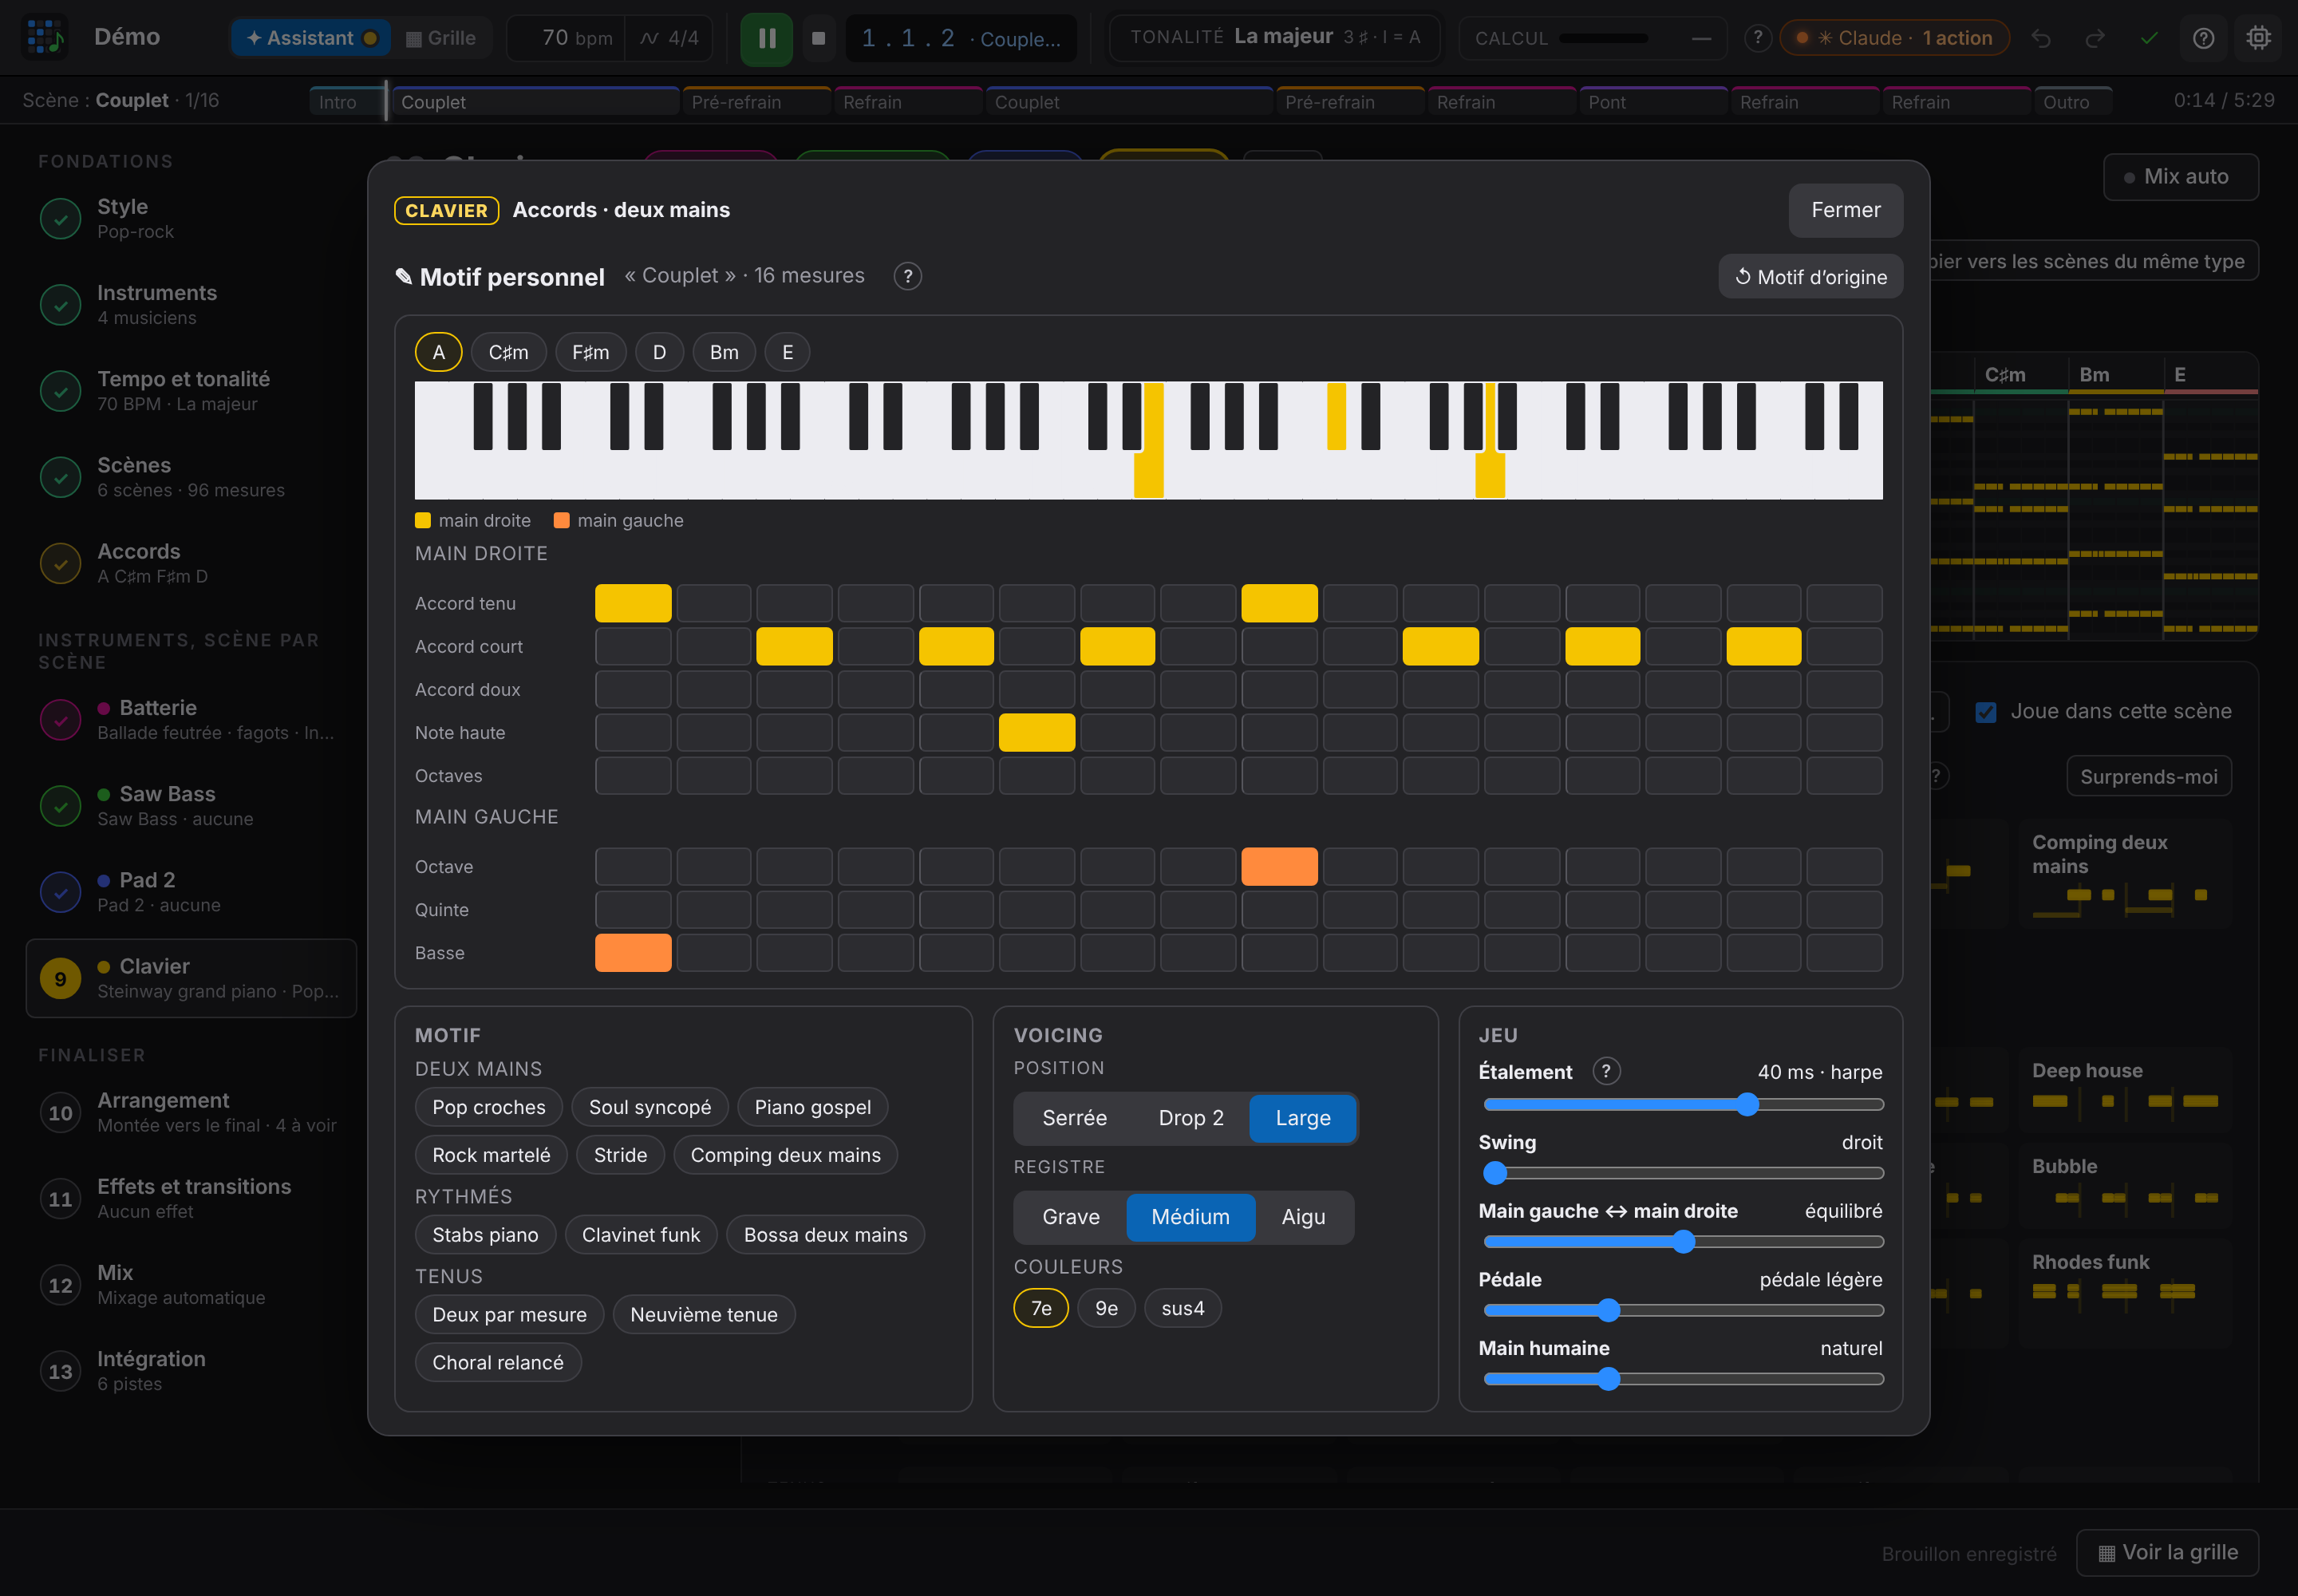 Démo
✦ Assistant
▦ Grille
70 bpm
4/4
1 . 1 . 2 · Couple...
TONALITÉ La majeur 3 ♯ · I = A
CALCUL —
?
✳ Claude · 1 action
Scène : Couplet · 1/16
Intro
Couplet
Pré-refrain
Refrain
Couplet
Pré-refrain
Refrain
Pont
Refrain
Refrain
Outro
0:14 / 5:29
FONDATIONS
Style
Pop-rock
Instruments
4 musiciens
Tempo et tonalité
70 BPM · La majeur
Scènes
6 scènes · 96 mesures
Accords
A C♯m F♯m D
INSTRUMENTS, SCÈNE PAR
SCÈNE
Batterie
Ballade feutrée · fagots · In...
Saw Bass
Saw Bass · aucune
Pad 2
Pad 2 · aucune
9
Clavier
Steinway grand piano · Pop...
FINALISER
10
Arrangement
Montée vers le final · 4 à voir
11
Effets et transitions
Aucun effet
12
Mix
Mixage automatique
13
Intégration
6 pistes
Mix auto
pier vers les scènes du même type
C♯m
Bm
E
Joue dans cette scène
?
Surprends-moi
Comping deux
mains
Deep house
Bubble
Rhodes funk
CLAVIER
Accords · deux mains
Fermer
✎ Motif personnel
« Couplet » · 16 mesures
?
↺ Motif d’origine
A
C♯m
F♯m
D
Bm
E
main droite
main gauche
MAIN DROITE
Accord tenu
Accord court
Accord doux
Note haute
Octaves
MAIN GAUCHE
Octave
Quinte
Basse
MOTIF
DEUX MAINS
Pop croches
Soul syncopé
Piano gospel
Rock martelé
Stride
Comping deux mains
RYTHMÉS
Stabs piano
Clavinet funk
Bossa deux mains
TENUS
Deux par mesure
Neuvième tenue
Choral relancé
VOICING
POSITION
Serrée
Drop 2
Large
REGISTRE
Grave
Médium
Aigu
COULEURS
7e
9e
sus4
JEU
Étalement ? 40 ms · harpe
Swing droit
Main gauche ↔ main droite équilibré
Pédale pédale légère
Main humaine naturel
Brouillon enregistré
▦ Voir la grille